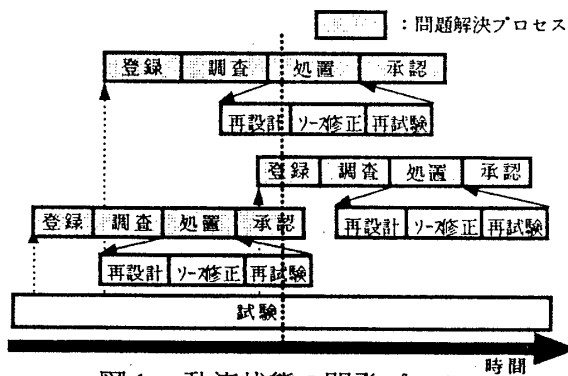 ：問題解決プロセス
登録 調査 処置 承認
再設計 ソース修正 再試験
登録 調査 処置 承認
登録 調査 処置 承認
再設計 ソース修正 再試験
再設計 ソース修正 再試験
試験
時間